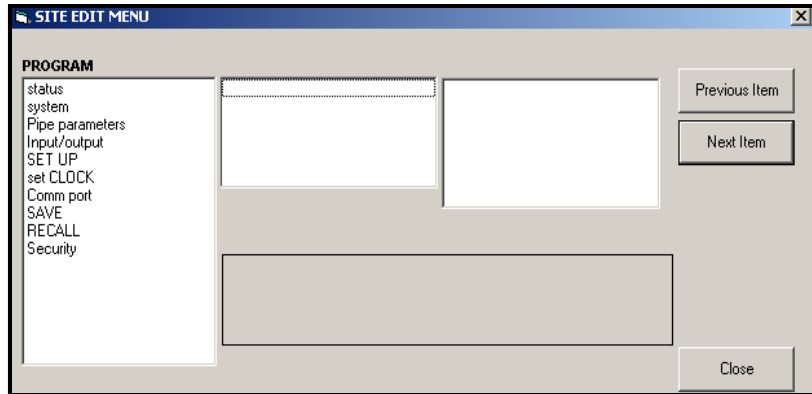 SITE EDIT MENU
PROGRAM
status
system
Pipe parameters
Input/output
SET UP
set CLOCK
Comm port
SAVE
RECALL
Security
Previous Item
Next Item
Close